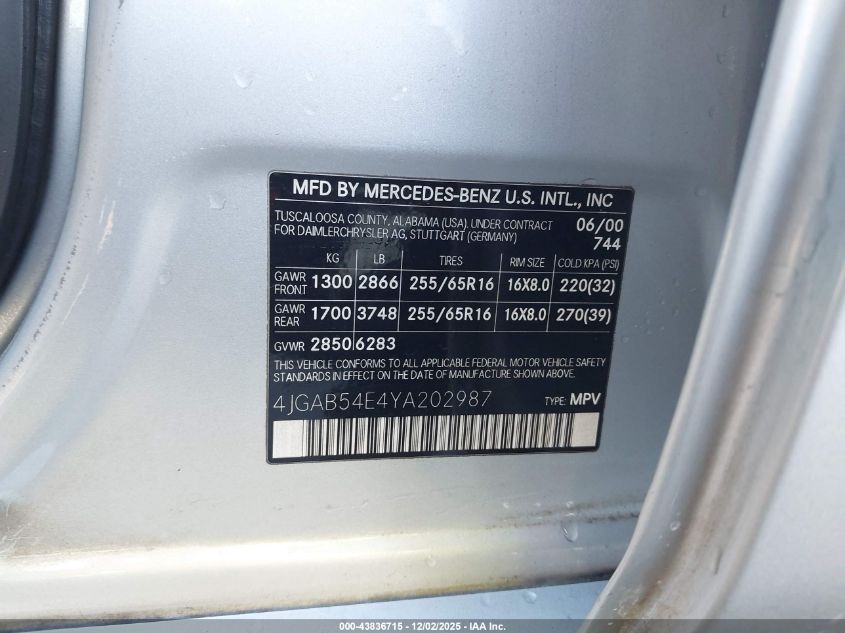 MFD BY MERCEDES-BENZ U.S. INTL., INC
TUSCALOOSA COUNTY, ALABAMA (USA). UNDER CONTRACT 06/00
FOR DAIMLERCHRYSLER AG, STUTTGART (GERMANY) 744
KG LB TIRES RIM SIZE COLD KPA (PSI)
GAWR FRONT 1300 2866 255/65R16 16X8.0 220(32)
GAWR REAR 1700 3748 255/65R16 16X8.0 270(39)
GVWR 2850 6283
THIS VEHICLE CONFORMS TO ALL APPLICABLE FEDERAL MOTOR VEHICLE SAFETY
STANDARDS IN EFFECT ON THE DATE OF MANUFACTURE SHOWN ABOVE.
4JGAB54E4YA202987 TYPE: MPV
000-43836715 - 12/02/2025 - IAA Inc.